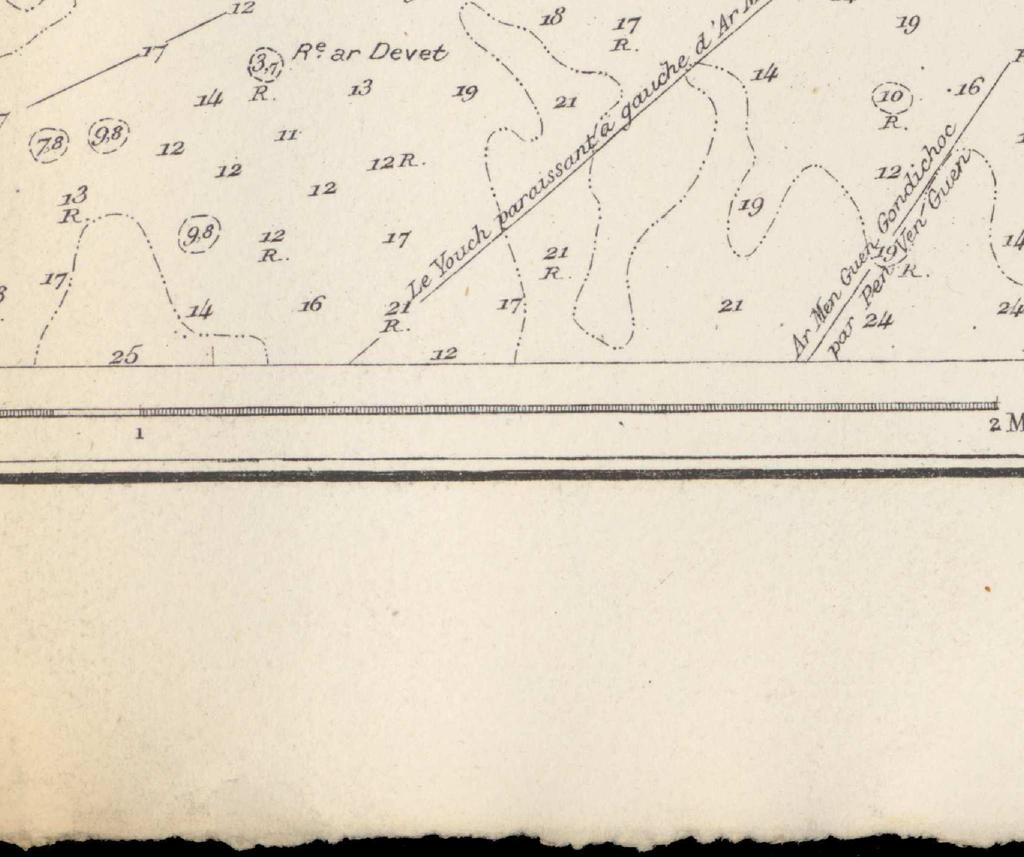 12
18
17
R.
19
17
3,7
R.
Re ar Devet
14
13
19
21
14
10
R.
16
7,8
9,8
12
11
12
12 R.
12
12
13
R.
9,8
12
R.
17
19
21
R.
19
R.
14
17
14
16
21
R.
17
21
24
24
25
12
Le Youch paraissant à gauche d'Ar
Ar Men Guen Gondichoc
par Pen Ven Guen
1
2 M